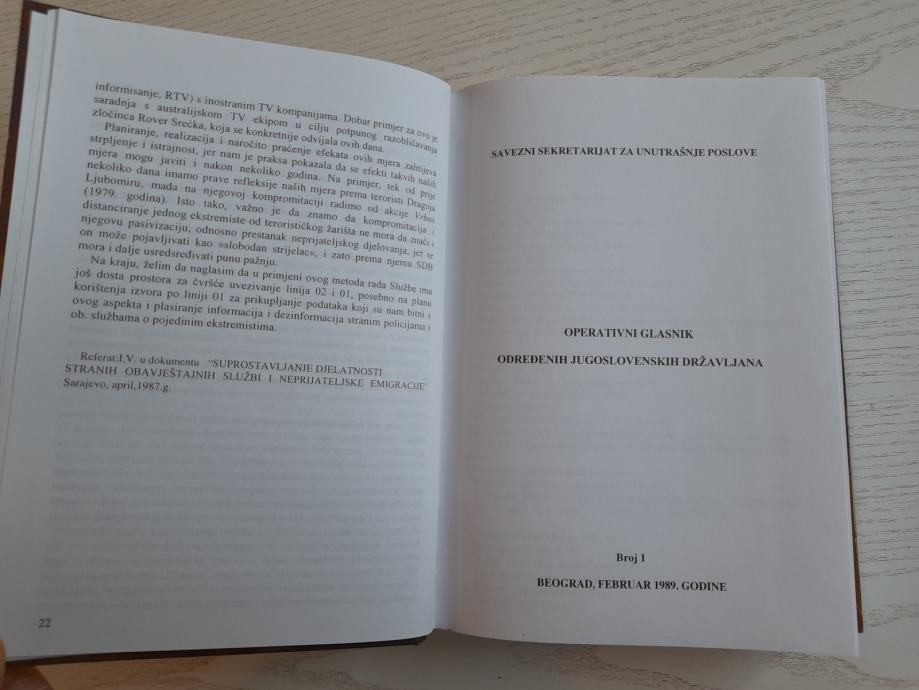 informisanje, RTV) s inostranim TV kompanijama. Dobar primjer za ovo je
saradnja s australijskom TV ekipom u cilju potpunog razobličavanja
zločinca Rover Srećka, koja se konkretnije odvijala ovih dana.
Planiranje, realizacija i naročito praćenje efekata ovih mjera zahtijeva
strpljenje i istrajnost, jer nam je praksa pokazala da se efekti takvih naših
mjera mogu javiti i nakon nekoliko godina. Na primjer, tek od prije
nekoliko dana imamo prave refleksije naših mjera prema teroristi Dragoja
Ljubomiru, mada na njegovoj kompromitaciji radimo od akcije Vrbas
(1979. godina). Isto tako, važno je da znamo da kompromitacija i
distanciranje jednog ekstremiste od terorističkog žarišta ne mora da znači i
njegovu pasivizaciju, odnosno prestanak neprijateljskog djelovanja, jer se
on može pojavljivati kao »slobodan strijelac«, i zato prema njemu SDB
mora i dalje usredsređivati punu pažnju.
Na kraju, želim da naglasim da u primjeni ovog metoda rada Službe ima
još dosta prostora za čvršće uvezivanje linija 02 i 01, posebno na planu
korištenja izvora po liniji 01 za prikupljanje podataka koji su nam bitni s
ovog aspekta i plasiranje informacija i dezinformacija stranim policijama i
ob. službama o pojedinim ekstremistima.
Referat:I.V. u dokumentu "SUPROSTAVLJANJE DJELATNOSTI
STRANIH OBAVJEŠTAJNIH SLUŽBI I NEPRIJATELJSKE EMIGRACIJE"
Sarajevo, april,1987.g.
22
SAVEZNI SEKRETARIJAT ZA UNUTRAŠNJE POSLOVE
OPERATIVNI GLASNIK
ODREĐENIH JUGOSLOVENSKIH DRŽAVLJANA
Broj 1
BEOGRAD, FEBRUAR 1989. GODINE